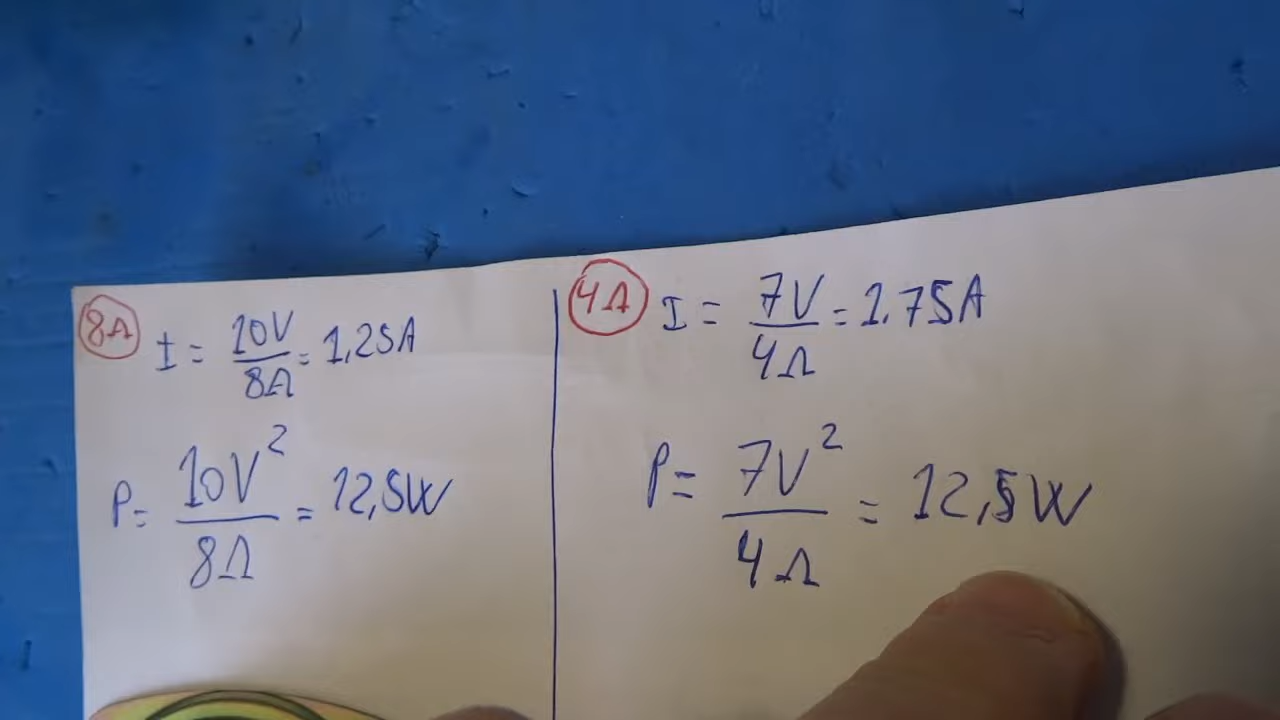 8Ω I = 10V / 8Ω = 1,25A
P = 10V² / 8Ω = 12,5W
4Ω I = 7V / 4Ω = 1.75A
P = 7V² / 4Ω = 12,5W